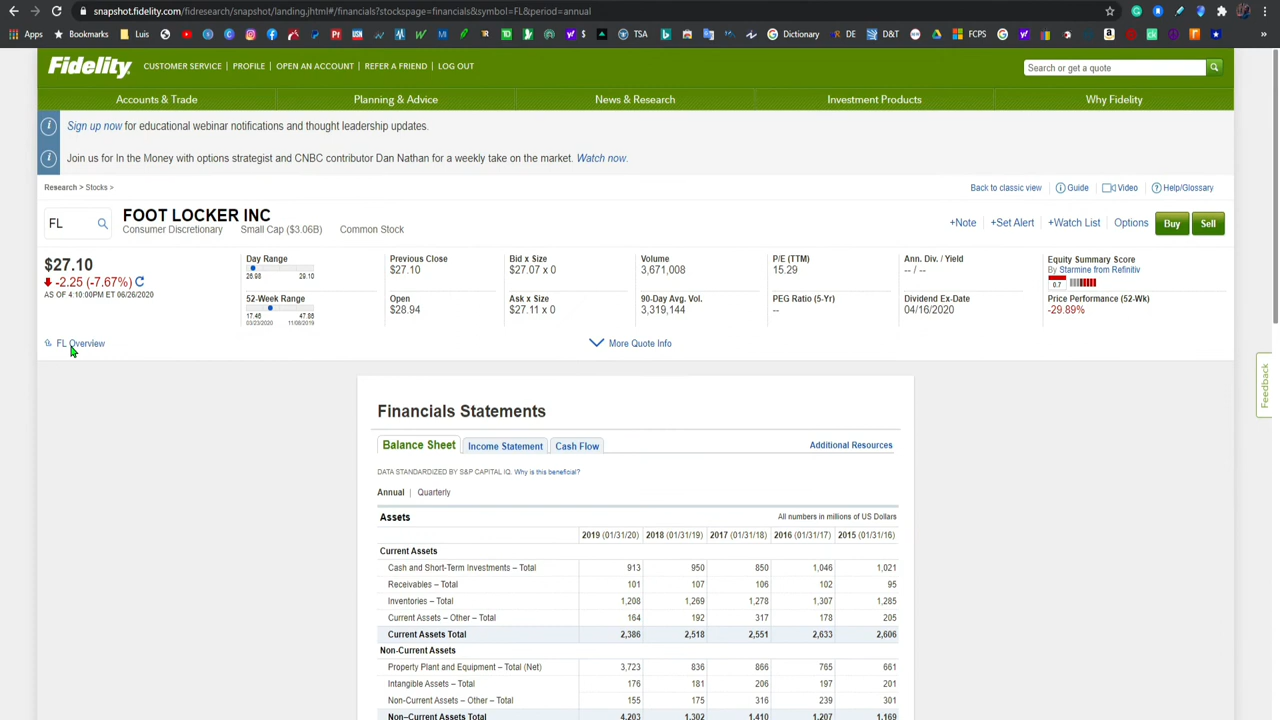 snapshot.fidelity.com/fidresearch/snapshot/landing.jhtml#/financials?stockspage=financials&symbol=FL&period=annual
Apps Bookmarks Luis TSA Dictionary DE D&T FCPS
Fidelity CUSTOMER SERVICE | PROFILE | OPEN AN ACCOUNT | REFER A FRIEND | LOG OUT Search or get a quote
Accounts & Trade Planning & Advice News & Research Investment Products Why Fidelity
Sign up now for educational webinar notifications and thought leadership updates.
Join us for In the Money with options strategist and CNBC contributor Dan Nathan for a weekly take on the market. Watch now.
Research > Stocks > Back to classic view Guide Video Help/Glossary
FL FOOT LOCKER INC +Note +Set Alert +Watch List Options Buy Sell
Consumer Discretionary Small Cap ($3.06B) Common Stock
$27.10
-2.25 (-7.67%)
AS OF 4:10:00PM ET 06/26/2020
Day Range
26.98 29.10
52-Week Range
17.46 47.85
03/23/2020 11/08/2019
Previous Close
$27.10
Open
$28.94
Bid x Size
$27.07 x 0
Ask x Size
$27.11 x 0
Volume
3,671,008
90-Day Avg. Vol.
3,319,144
P/E (TTM)
15.29
PEG Ratio (5-Yr)
--
Ann. Div. / Yield
-- / --
Dividend Ex-Date
04/16/2020
Equity Summary Score
By Starmine from Refinitiv
0.7
Price Performance (52-Wk)
-29.89%
FL Overview More Quote Info
Feedback
Financials Statements
Balance Sheet Income Statement Cash Flow Additional Resources
DATA STANDARDIZED BY S&P CAPITAL IQ. Why is this beneficial?
Annual | Quarterly
Assets All numbers in millions of US Dollars
2019 (01/31/20) 2018 (01/31/19) 2017 (01/31/18) 2016 (01/31/17) 2015 (01/31/16)
Current Assets
Cash and Short-Term Investments – Total 913 950 850 1,046 1,021
Receivables – Total 101 107 106 102 95
Inventories – Total 1,208 1,269 1,278 1,307 1,285
Current Assets – Other – Total 164 192 317 178 205
Current Assets Total 2,386 2,518 2,551 2,633 2,606
Non-Current Assets
Property Plant and Equipment – Total (Net) 3,723 836 866 765 661
Intangible Assets – Total 176 181 206 197 201
Non-Current Assets – Other – Total 155 175 316 239 301
Non–Current Assets Total 4,203 1,302 1,410 1,207 1,169